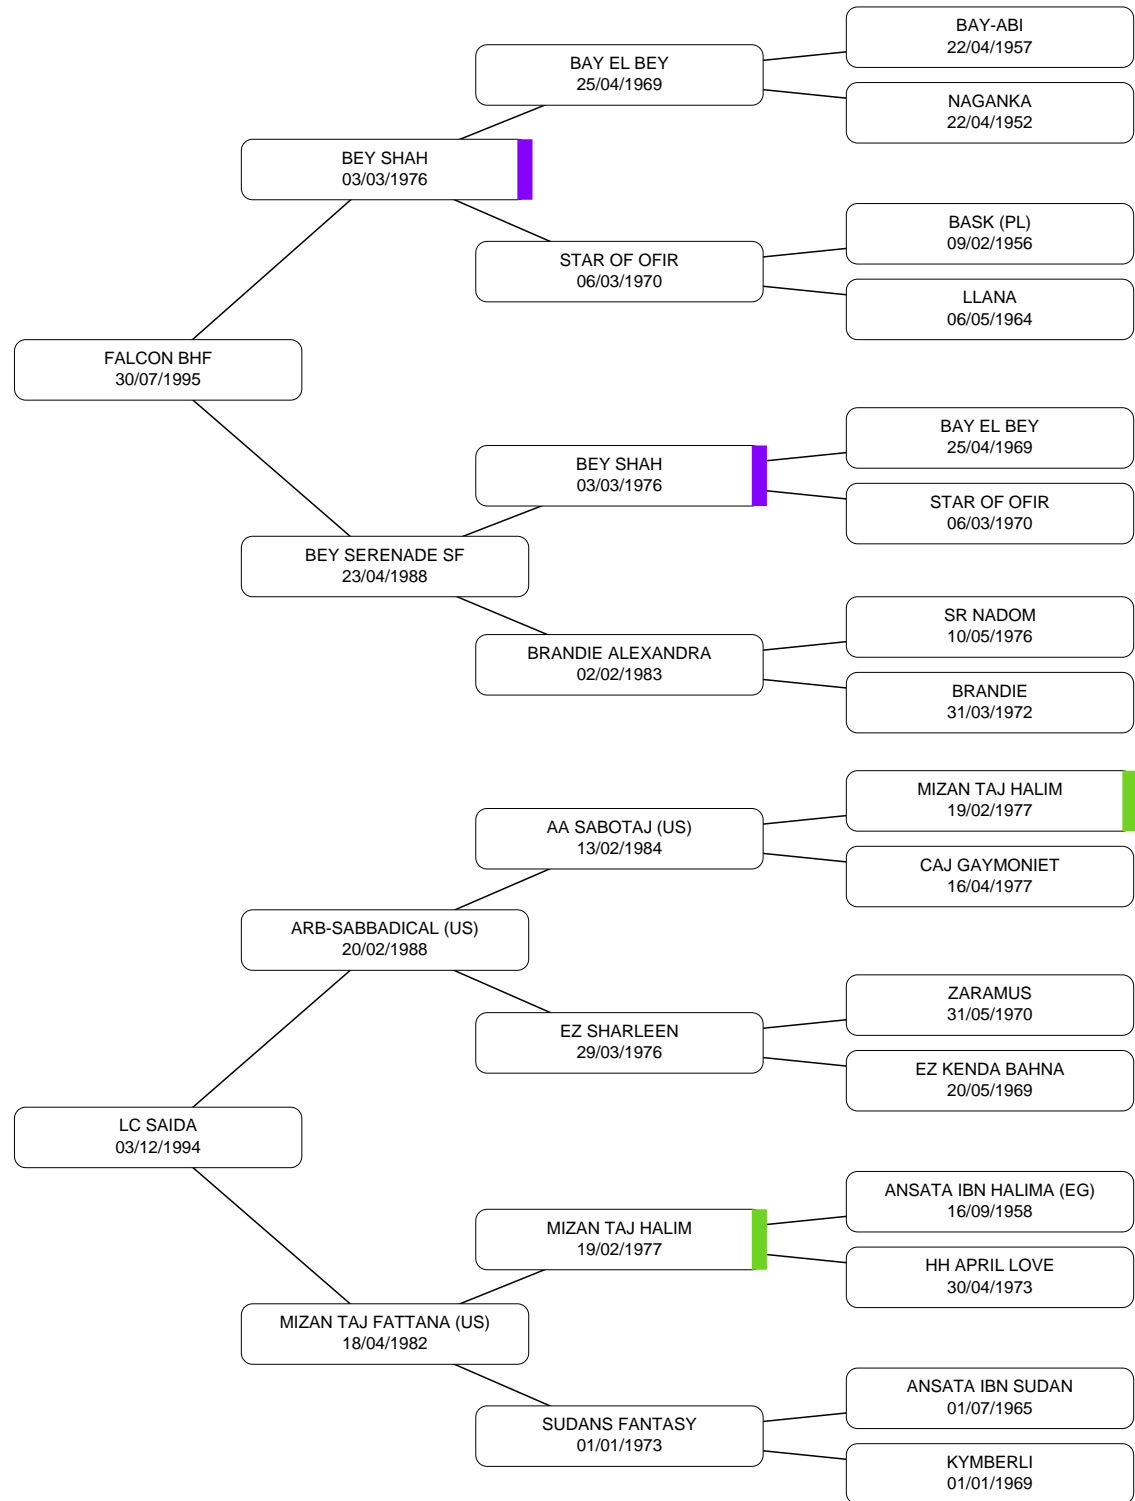 BAY-ABI
22/04/1957
BAY EL BEY
25/04/1969
NAGANKA
22/04/1952
BEY SHAH
03/03/1976
BASK (PL)
09/02/1956
STAR OF OFIR
06/03/1970
LLANA
06/05/1964
FALCON BHF
30/07/1995
BAY EL BEY
25/04/1969
BEY SHAH
03/03/1976
STAR OF OFIR
06/03/1970
BEY SERENADE SF
23/04/1988
SR NADOM
10/05/1976
BRANDIE ALEXANDRA
02/02/1983
BRANDIE
31/03/1972
MIZAN TAJ HALIM
19/02/1977
AA SABOTAJ (US)
13/02/1984
CAJ GAYMONIET
16/04/1977
ARB-SABBADICAL (US)
20/02/1988
ZARAMUS
31/05/1970
EZ SHARLEEN
29/03/1976
EZ KENDA BAHNA
20/05/1969
LC SAIDA
03/12/1994
ANSATA IBN HALIMA (EG)
16/09/1958
MIZAN TAJ HALIM
19/02/1977
HH APRIL LOVE
30/04/1973
MIZAN TAJ FATTANA (US)
18/04/1982
ANSATA IBN SUDAN
01/07/1965
SUDANS FANTASY
01/01/1973
KYMBERLI
01/01/1969